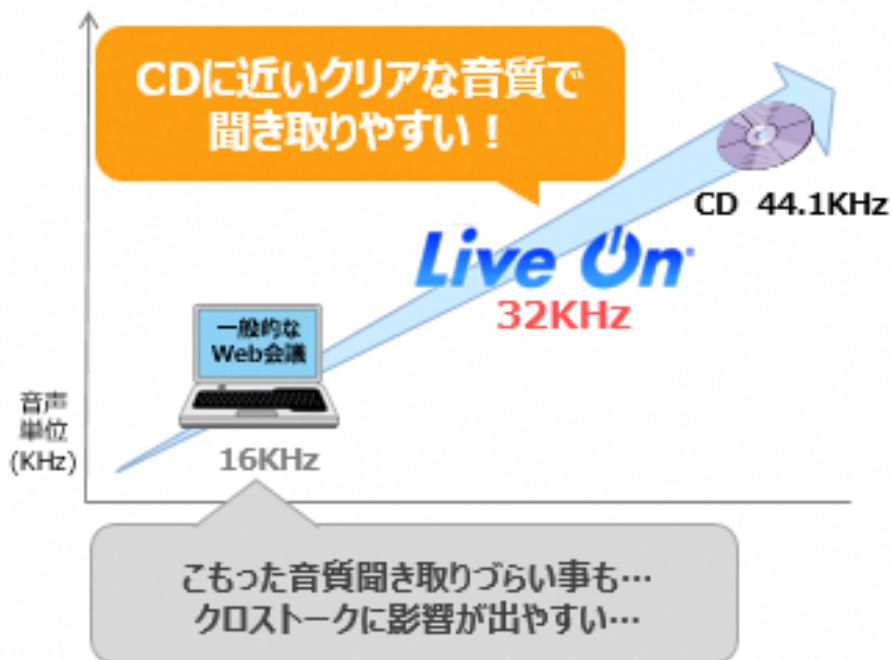 CDに近いクリアな音質で
聞き取りやすい！
CD 44.1KHz
Live On
32KHz
一般的な
Web会議
音声
単位
(KHz)
16KHz
こもった音質聞き取りづらい事も…
クロストークに影響が出やすい…